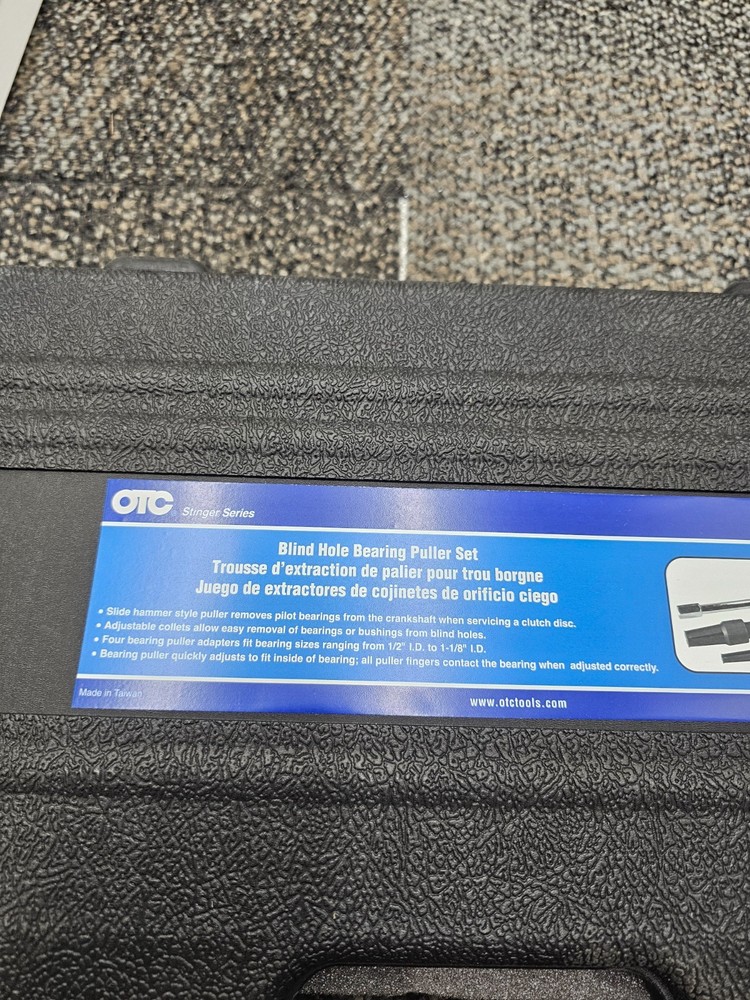 OTC Stinger Series
Blind Hole Bearing Puller Set
Trousse d'extraction de palier pour trou borgne
Juego de extractores de cojinetes de orificio ciego
• Slide hammer style puller removes pilot bearings from the crankshaft when servicing a clutch disc.
• Adjustable collets allow easy removal of bearings or bushings from blind holes.
• Four bearing puller adapters fit bearing sizes ranging from 1/2" I.D. to 1-1/8" I.D.
• Bearing puller quickly adjusts to fit inside of bearing; all puller fingers contact the bearing when adjusted correctly.
Made in Taiwan
www.otctools.com